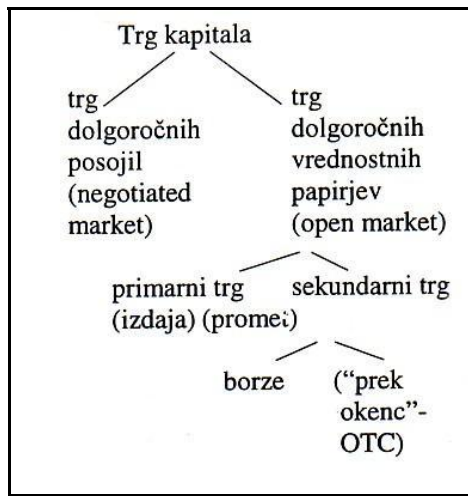 Trg kapitala
trg
dolgoročnih
posojil
(negotiated
market)
trg
dolgoročnih
vrednostnih
papirjev
(open market)
primarni trg
(izdaja) (promet)
sekundarni trg
borze
("prek
okenc"-
OTC)